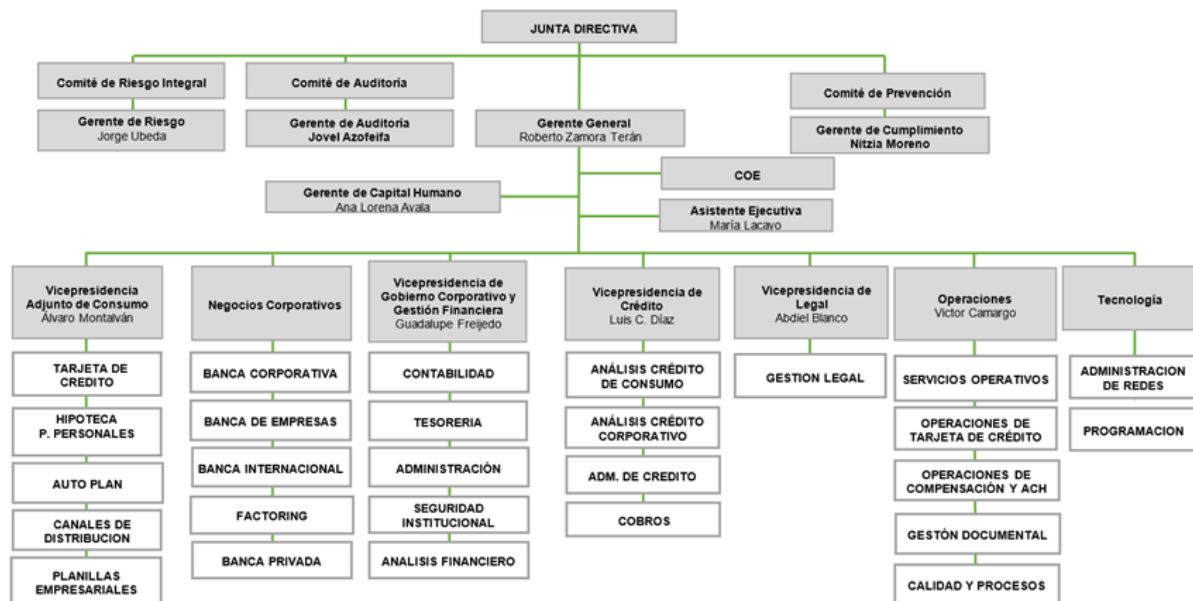 JUNTA DIRECTIVA
Comité de Riesgo Integral
Comité de Auditoría
Comité de Prevención
Gerente de Riesgo
Jorge Ubeda
Gerente de Auditoría
Jovel Azofeifa
Gerente General
Roberto Zamora Terán
Gerente de Cumplimiento
Nitzia Moreno
COE
Gerente de Capital Humano
Ana Lorena Avala
Asistente Ejecutiva
María Lacayo
Vicepresidencia
Adjunto de Consumo
Álvaro Montalván
Negocios Corporativos
Vicepresidencia de
Gobierno Corporativo y
Gestión Financiera
Guadalupe Freijedo
Vicepresidencia de
Crédito
Luis C. Díaz
Vicepresidencia de
Legal
Abdiel Blanco
Operaciones
Victor Camargo
Tecnología
TARJETA DE
CREDITO
HIPOTECA
P. PERSONALES
AUTO PLAN
CANALES DE
DISTRIBUCION
PLANILLAS
EMPRESARIALES
BANCA CORPORATIVA
BANCA DE EMPRESAS
BANCA INTERNACIONAL
FACTORING
BANCA PRIVADA
CONTABILIDAD
TESORERIA
ADMINISTRACIÓN
SEGURIDAD
INSTITUCIONAL
ANALISIS FINANCIERO
ANÁLISIS CRÉDITO
DE CONSUMO
ANÁLISIS CRÉDITO
CORPORATIVO
ADM. DE CREDITO
COBROS
GESTION LEGAL
SERVICIOS OPERATIVOS
OPERACIONES DE
TARJETA DE CRÉDITO
OPERACIONES DE
COMPENSACIÓN Y ACH
GESTÓN DOCUMENTAL
CALIDAD Y PROCESOS
ADMINISTRACION
DE REDES
PROGRAMACION